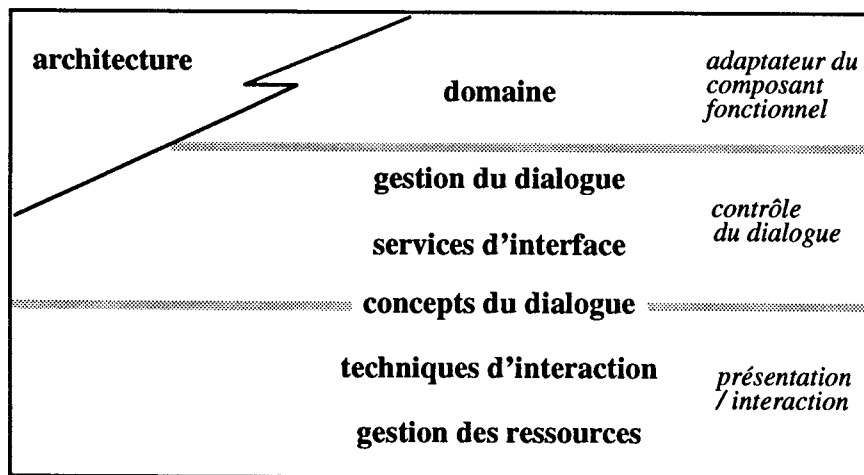 architecture
domaine
adaptateur du
composant
fonctionnel
gestion du dialogue
services d'interface
contrôle
du dialogue
concepts du dialogue
techniques d'interaction
gestion des ressources
présentation
/ interaction